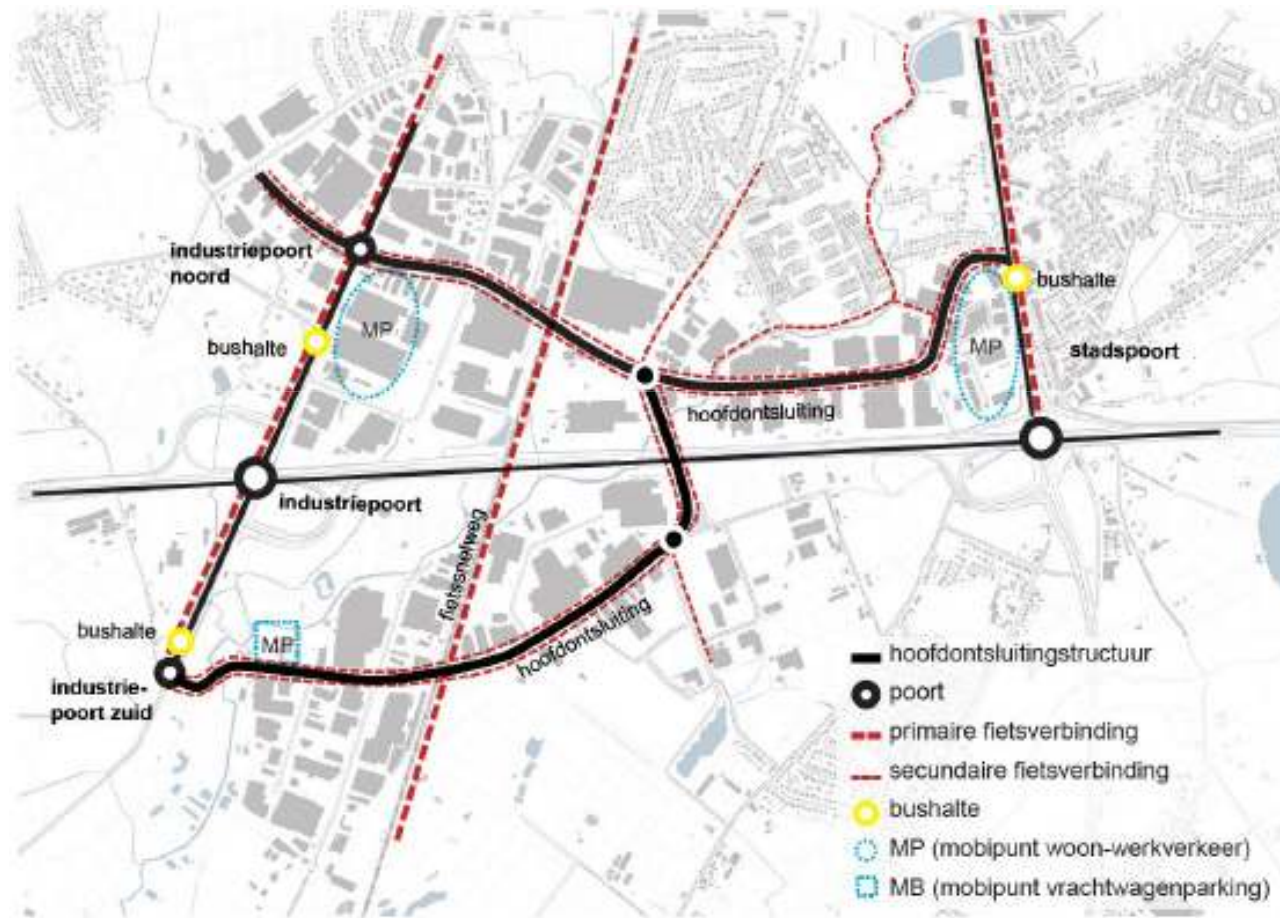 industriepoort
noord
MP
bushalte
bushalte
MP
stadspoort
hoofdontsluiting
industriepoort
fietssnelweg
bushalte
MP
hoofdontsluiting
industrie-
poort zuid
hoofdontsluitingstructuur
poort
primaire fietsverbinding
secundaire fietsverbinding
bushalte
MP (mobipunt woon-werkverkeer)
MB (mobipunt vrachtwagenparking)